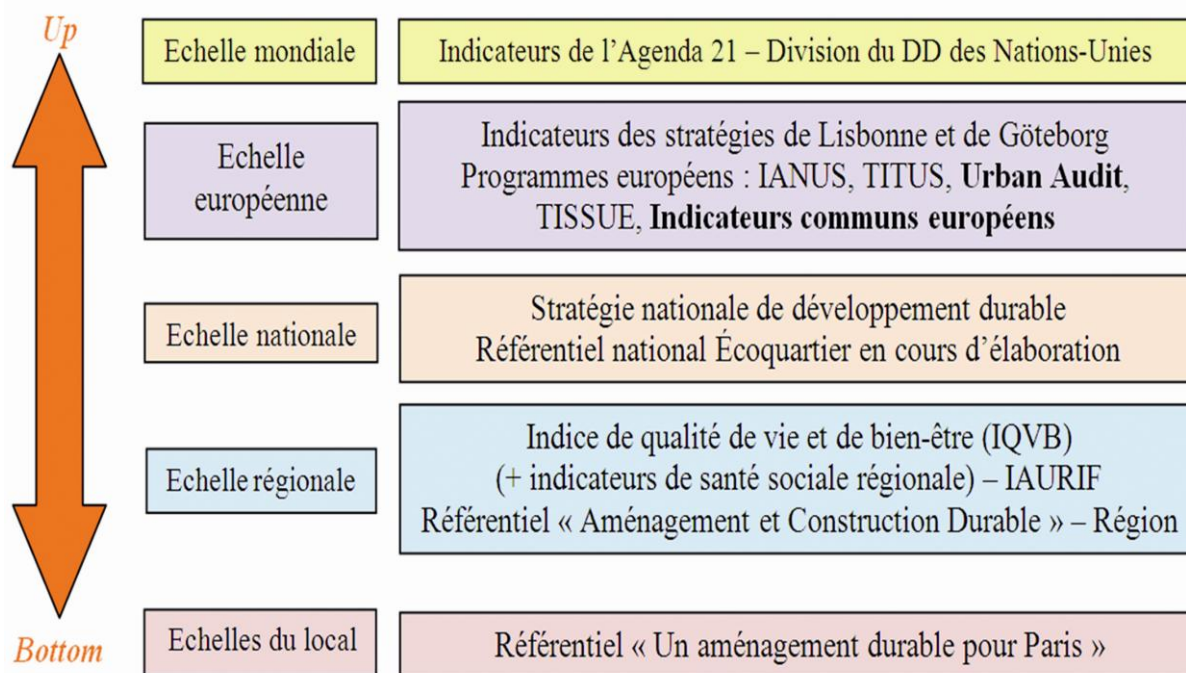 Up
Echelle mondiale
Indicateurs de l’Agenda 21 – Division du DD des Nations-Unies
Echelle
européenne
Indicateurs des stratégies de Lisbonne et de Göteborg
Programmes européens : IANUS, TITUS, Urban Audit,
TISSUE, Indicateurs communs européens
Echelle nationale
Stratégie nationale de développement durable
Référentiel national Écoquartier en cours d’élaboration
Echelle régionale
Indice de qualité de vie et de bien-être (IQVB)
(+ indicateurs de santé sociale régionale) – IAURIF
Référentiel « Aménagement et Construction Durable » – Région
Bottom
Echelles du local
Référentiel « Un aménagement durable pour Paris »